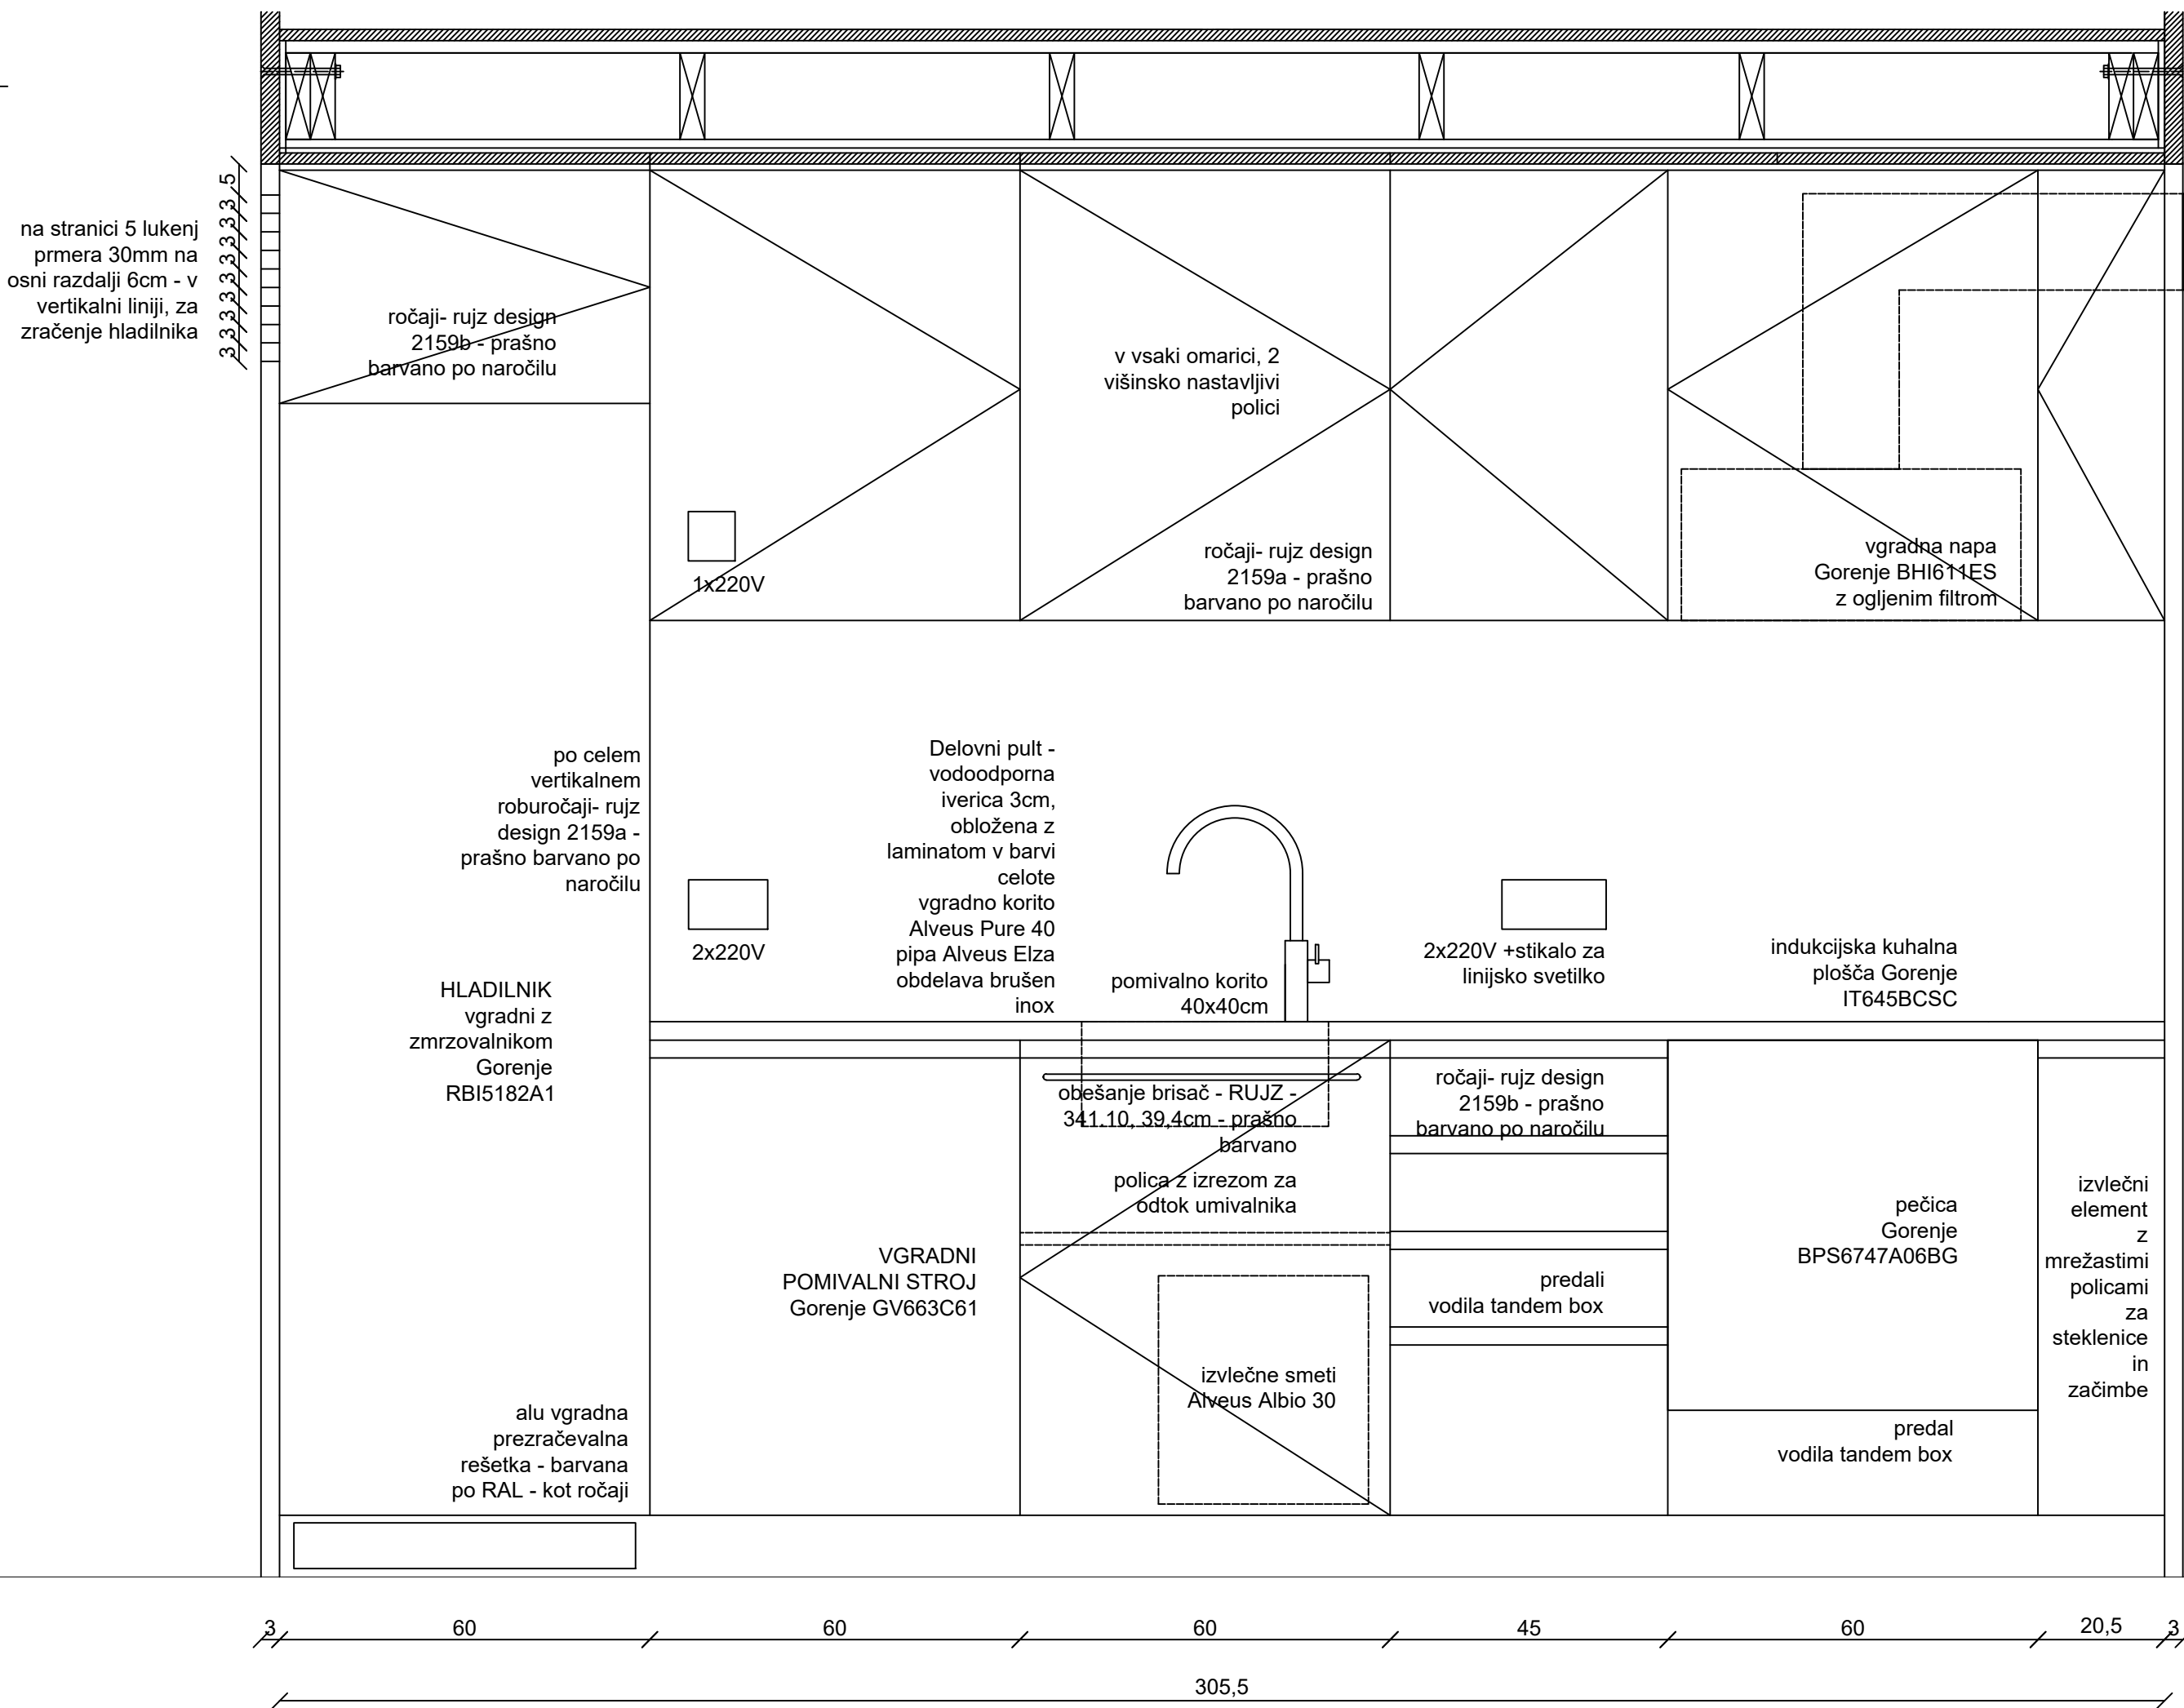 5
3
3
3
3
3
3
3
3
3
na stranici 5 lukenj
prmera 30mm na
osni razdalji 6cm - v
vertikalni liniji, za
zračenje hladilnika
ročaji- rujz design
2159b - prašno
barvano po naročilu
v vsaki omarici, 2
višinsko nastavljivi
polici
1x220V
ročaji- rujz design
2159a - prašno
barvano po naročilu
vgradna napa
Gorenje BHI611ES
z ogljenim filtrom
po celem
vertikalnem
roburočaji- rujz
design 2159a -
prašno barvano po
naročilu
2x220V
Delovni pult -
vodoodporna
iverica 3cm,
obložena z
laminatom v barvi
celote
vgradno korito
Alveus Pure 40
pipa Alveus Elza
obdelava brušen
inox
pomivalno korito
40x40cm
2x220V +stikalo za
linijsko svetilko
indukcijska kuhalna
plošča Gorenje
IT645BCSC
HLADILNIK
vgradni z
zmrzovalnikom
Gorenje
RBI5182A1
obešanje brisač - RUJZ -
341.10, 39,4cm - prašno
barvano
polica z izrezom za
odtok umivalnika
ročaji- rujz design
2159b - prašno
barvano po naročilu
VGRADNI
POMIVALNI STROJ
Gorenje GV663C61
predali
vodila tandem box
pečica
Gorenje
BPS6747A06BG
izvlečni
element
z
mrežastimi
policami
za
steklenice
in
začimbe
izvlečne smeti
Alveus Albio 30
alu vgradna
prezračevalna
rešetka - barvana
po RAL - kot ročaji
predal
vodila tandem box
3
60
60
60
45
60
20,5
3
305,5